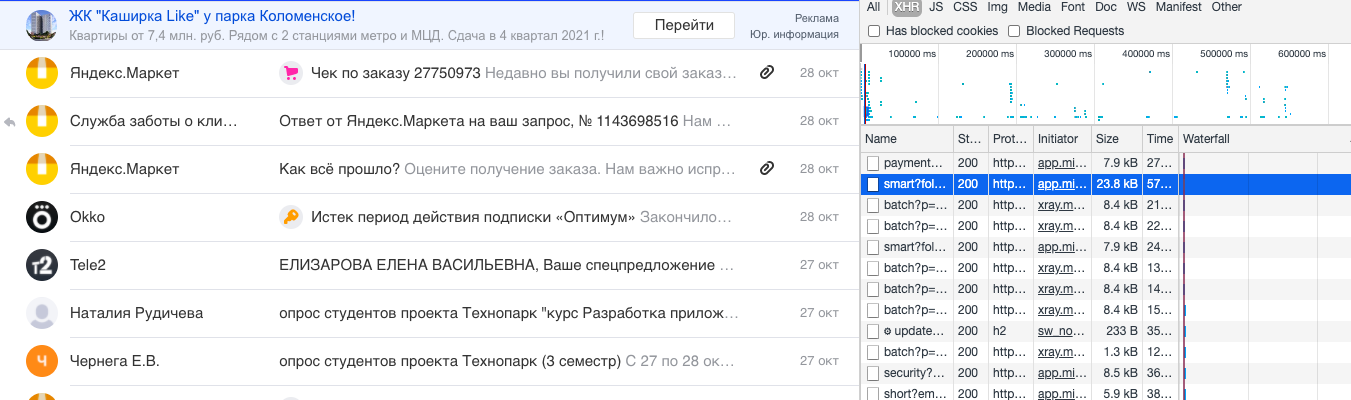 ЖК "Каширка Like" у парка Коломенское!
Квартиры от 7,4 млн. руб. Рядом с 2 станциями метро и МЦД. Сдача в 4 квартал 2021 г.!
Перейти
Реклама
Юр. информация
Яндекс.Маркет Чек по заказу 27750973 Недавно вы получили свой заказ… 28 окт
Служба заботы о кли… Ответ от Яндекс.Маркета на ваш запрос, № 1143698516 Нам … 28 окт
Яндекс.Маркет Как всё прошло? Оцените получение заказа. Нам важно испр… 28 окт
Okko Истек период действия подписки «Оптимум» Закончило… 28 окт
т2 Tele2 ЕЛИЗАРОВА ЕЛЕНА ВАСИЛЬЕВНА, Ваше спецпредложение … 27 окт
Наталия Рудичева опрос студентов проекта Технопарк "курс Разработка прилож… 27 окт
Ч Чернега Е.В. опрос студентов проекта Технопарк (3 семестр) С 27 по 28 ок… 27 окт
All XHR JS CSS Img Media Font Doc WS Manifest Other
Has blocked cookies Blocked Requests
100000 ms 200000 ms 300000 ms 400000 ms 500000 ms 600000 ms
Name St… Prot… Initiator Size Time Waterfall
payment… 200 http… app.mi… 7.9 kB 27…
smart?fol… 200 http… app.mi… 23.8 kB 57…
batch?p=… 200 http… xray.m… 8.4 kB 21…
batch?p=… 200 http… xray.m… 8.4 kB 22…
smart?fol… 200 http… app.mi… 7.9 kB 24…
batch?p=… 200 http… xray.m… 8.4 kB 13…
batch?p=… 200 http… xray.m… 8.4 kB 14…
batch?p=… 200 http… xray.m… 8.4 kB 15…
update… 200 h2 sw_no… 233 B 35…
batch?p=… 200 http… xray.m… 1.3 kB 12…
security?… 200 http… app.mi… 8.5 kB 36…
short?em… 200 http… app.mi… 5.9 kB 38…